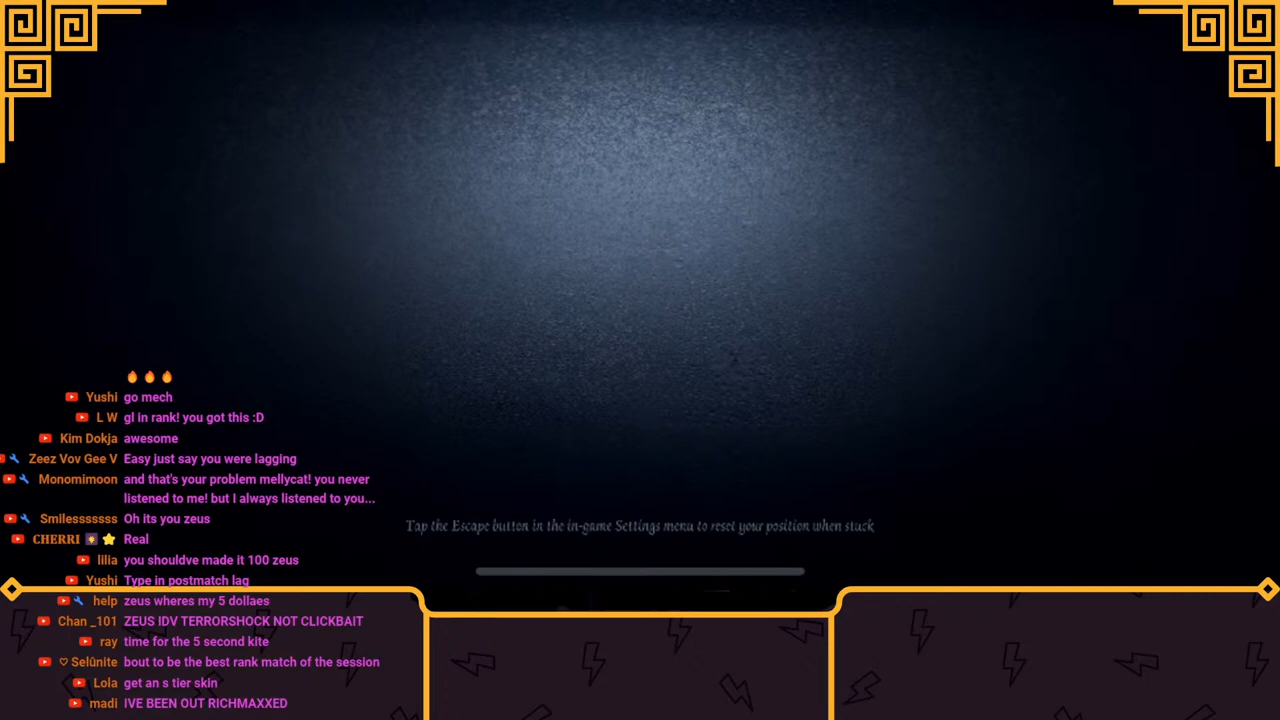 🔥 🔥 🔥
Yushi go mech
L W gl in rank! you got this :D
Kim Dokja awesome
Zeez Vov Gee V Easy just say you were lagging
Monomimoon and that's your problem mellycat! you never
listened to me! but I always listened to you...
Smilesssssss Oh its you zeus
Tap the Escape button in the in-game Settings menu to reset your position when stuck
𝐂𝐇𝐄𝐑𝐑𝐈 ⭐ Real
lilia you shouldve made it 100 zeus
Yushi Type in postmatch lag
help zeus wheres my 5 dollaes
Chan _101 ZEUS IDV TERRORSHOCK NOT CLICKBAIT
ray time for the 5 second kite
♡ Selûnite bout to be the best rank match of the session
Lola get an s tier skin
madi IVE BEEN OUT RICHMAXXED